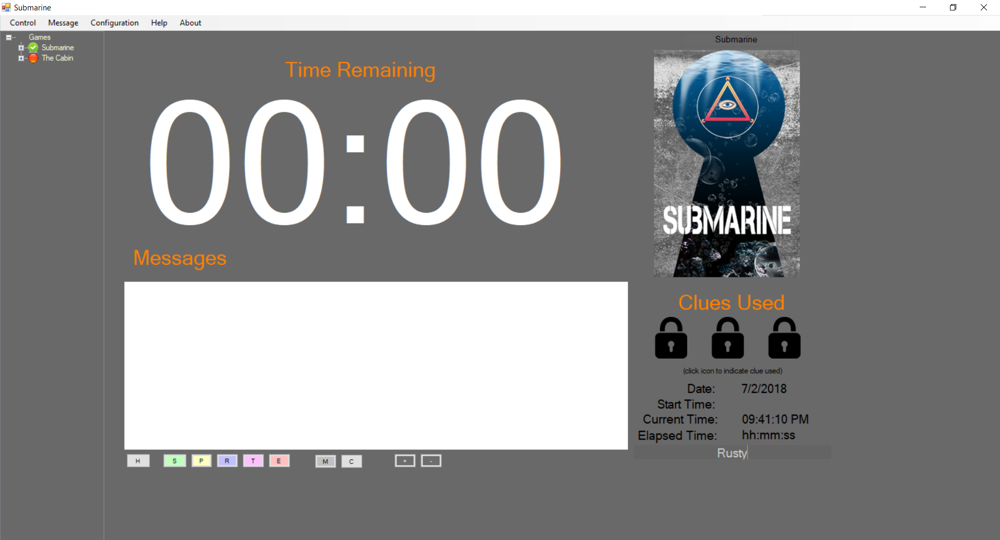 Submarine
Control Message Configuration Help About
Games
Submarine
The Cabin
Time Remaining
00:00
Messages
H S P R T E M C + -
Submarine
SUBMARINE
Clues Used
(click icon to indicate clue used)
Date: 7/2/2018
Start Time:
Current Time: 09:41:10 PM
Elapsed Time: hh:mm:ss
Rusty